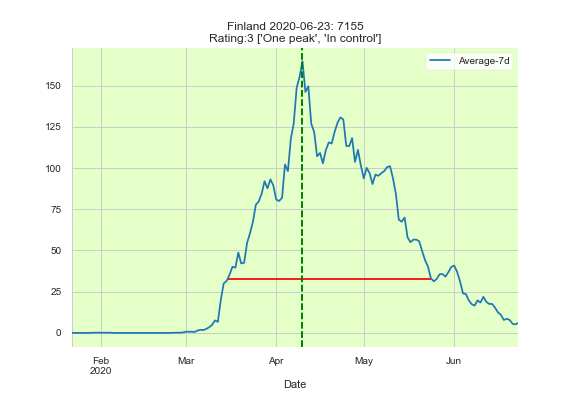 Finland 2020-06-23: 7155
Rating:3 ['One peak', 'In control']
Average-7d
150
125
100
75
50
25
0
Feb
2020
Mar
Apr
May
Jun
Date